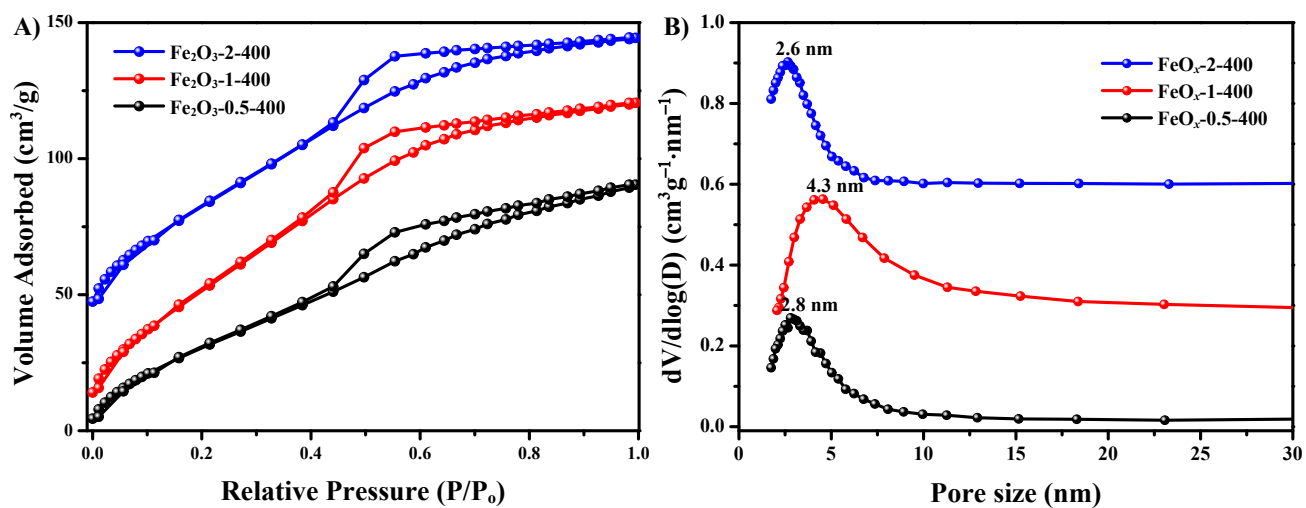 A)
Volume Adsorbed (cm³/g)
150
100
50
0
Fe₂O₃-2-400
Fe₂O₃-1-400
Fe₂O₃-0.5-400
0.0 0.2 0.4 0.6 0.8 1.0
Relative Pressure (P/Pₒ)
B)
dV/dlog(D) (cm³g⁻¹·nm⁻¹)
1.0
0.8
0.6
0.4
0.2
0.0
2.6 nm
4.3 nm
2.8 nm
FeOₓ-2-400
FeOₓ-1-400
FeOₓ-0.5-400
0 5 10 15 20 25 30
Pore size (nm)